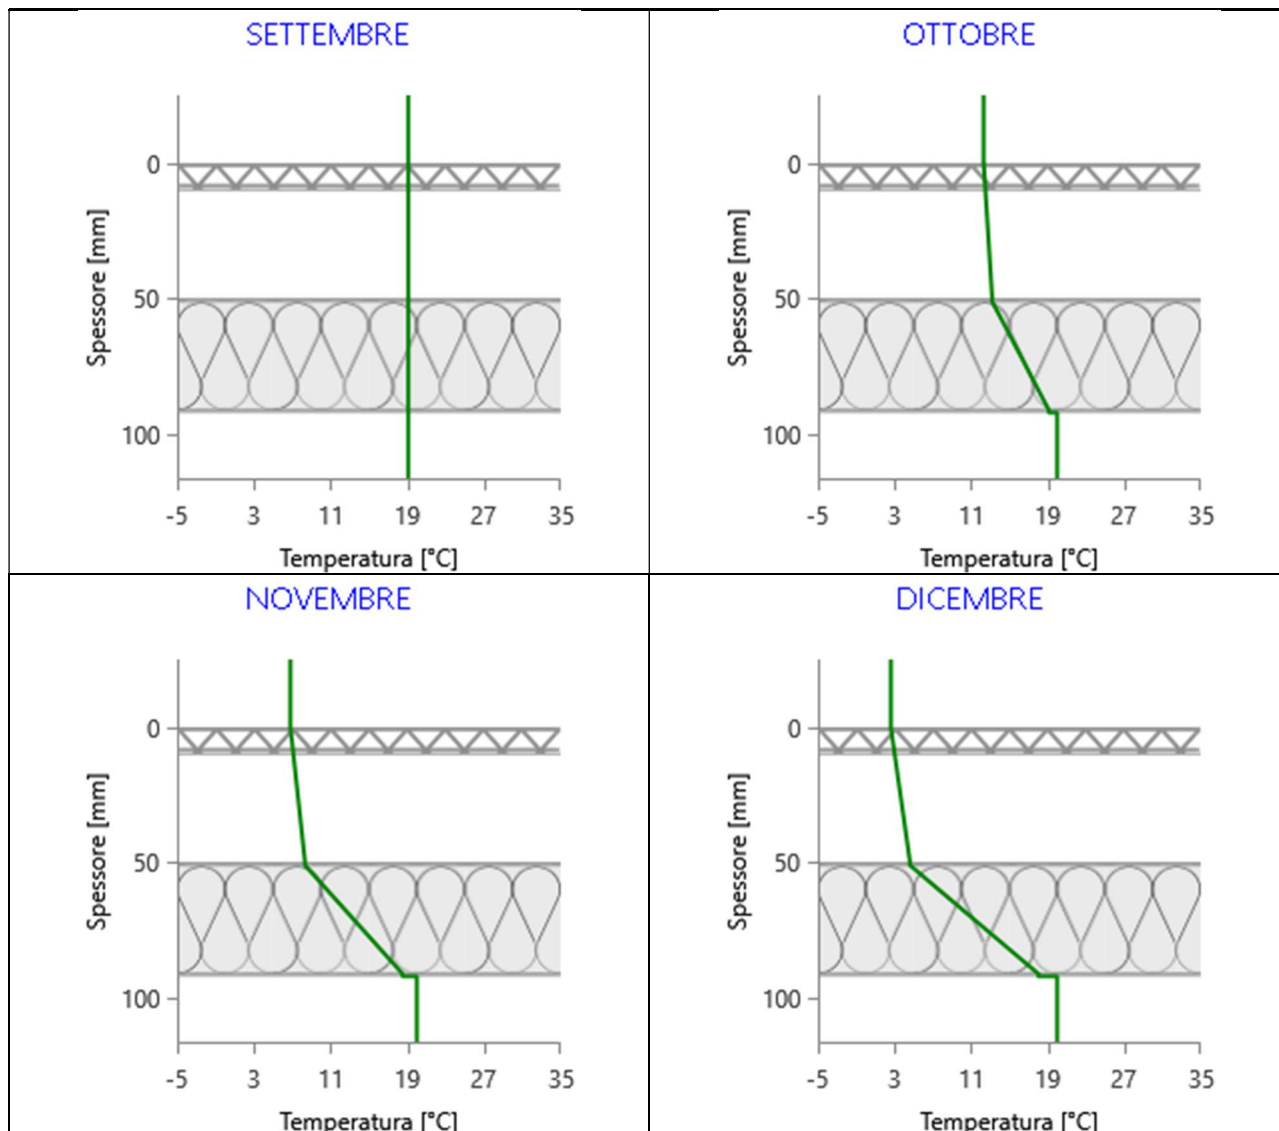 SETTEMBRE
0
50
100
Spessore [mm]
-5 3 11 19 27 35
Temperatura [°C]
OTTOBRE
0
50
100
Spessore [mm]
-5 3 11 19 27 35
Temperatura [°C]
NOVEMBRE
0
50
100
Spessore [mm]
-5 3 11 19 27 35
Temperatura [°C]
DICEMBRE
0
50
100
Spessore [mm]
-5 3 11 19 27 35
Temperatura [°C]